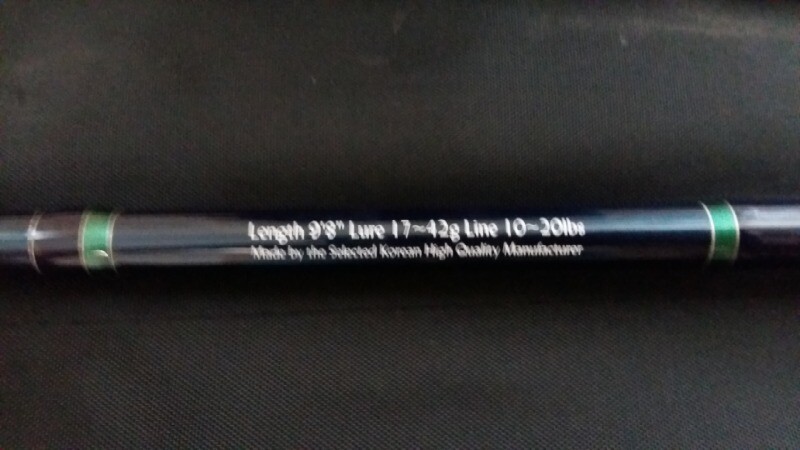 Length 9'8" Lure 17~42g Line 10~20lbs
Made by the Selected Korean High Quality Manufacturer